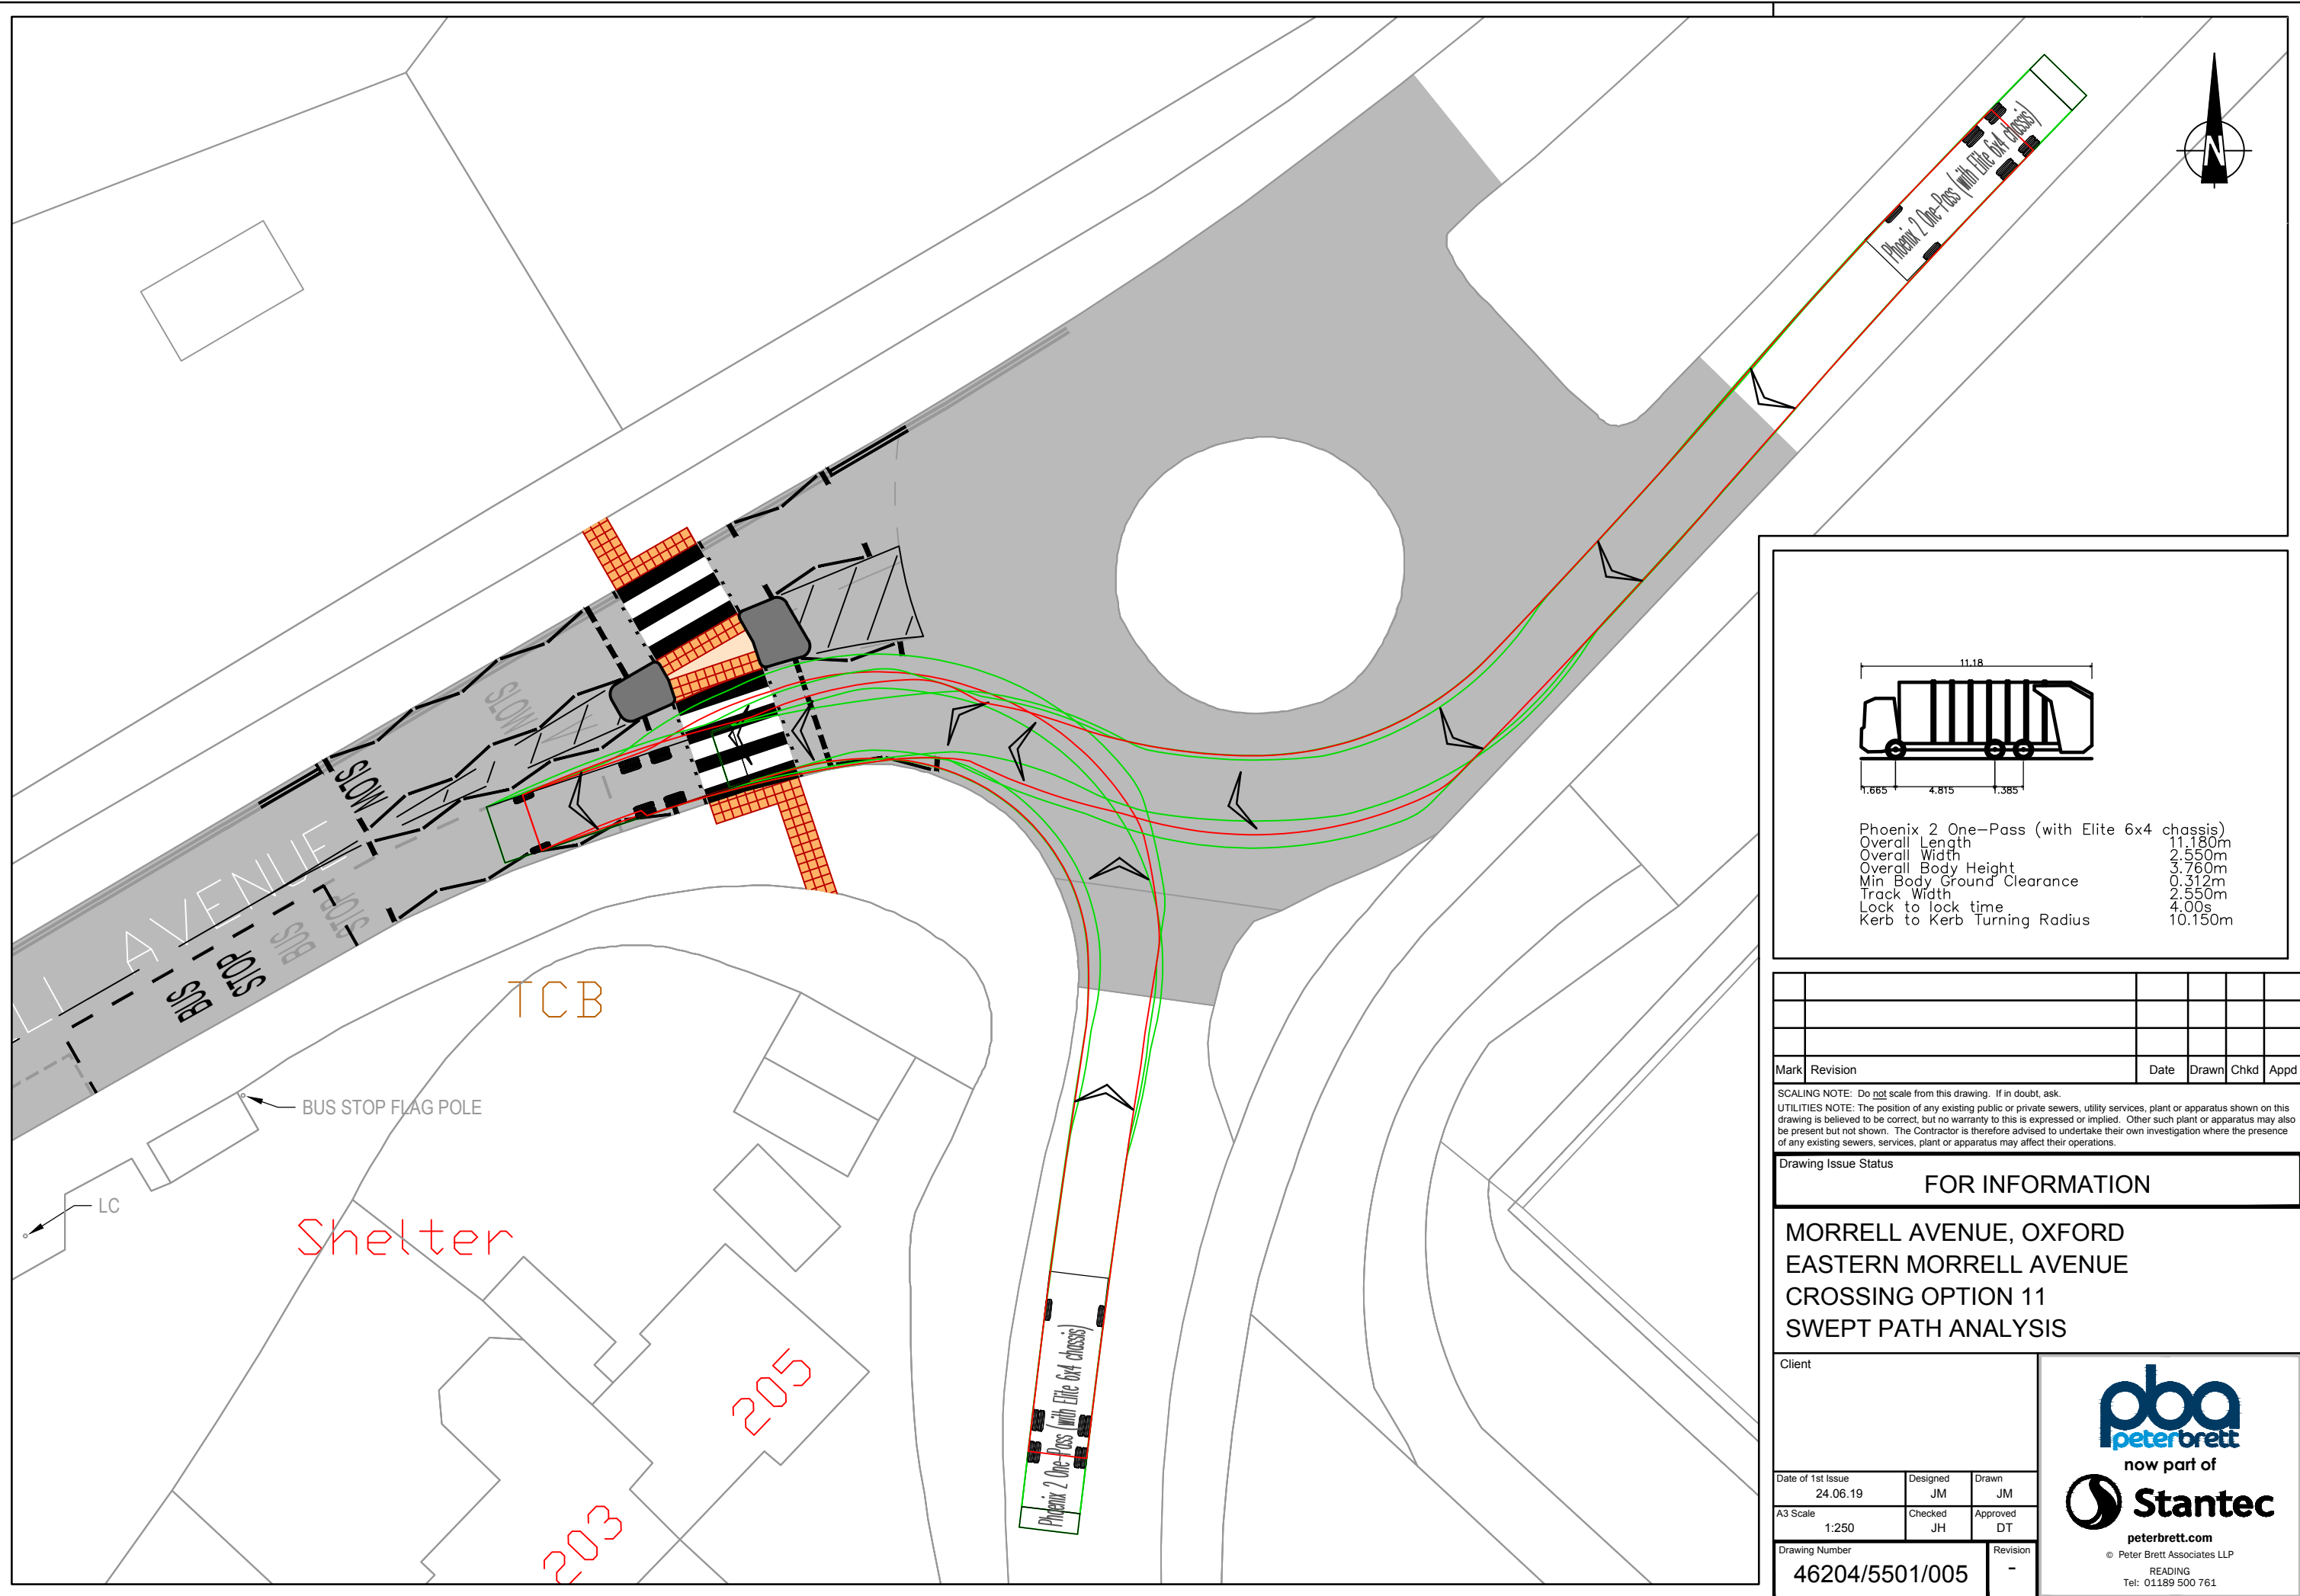 N
Phoenix 2 One-Pass (with Elite 6x4 chassis)
SLOW
SLOW
LL AVENUE
STOP
BUS
STOP
BUS
TCB
BUS STOP FLAG POLE
LC
Shelter
205
203
Phoenix 2 One-Pass (with Elite 6x4 chassis)
11.18
1.665
4.815
1.385
Phoenix 2 One-Pass (with Elite 6x4 chassis)
Overall Length 11.180m
Overall Width 2.550m
Overall Body Height 3.760m
Min Body Ground Clearance 0.312m
Track Width 2.550m
Lock to lock time 4.00s
Kerb to Kerb Turning Radius 10.150m
Mark Revision Date Drawn Chkd Appd
SCALING NOTE: Do not scale from this drawing. If in doubt, ask.
UTILITIES NOTE: The position of any existing public or private sewers, utility services, plant or apparatus shown on this
drawing is believed to be correct, but no warranty to this is expressed or implied. Other such plant or apparatus may also
be present but not shown. The Contractor is therefore advised to undertake their own investigation where the presence
of any existing sewers, services, plant or apparatus may affect their operations.
Drawing Issue Status
FOR INFORMATION
MORRELL AVENUE, OXFORD
EASTERN MORRELL AVENUE
CROSSING OPTION 11
SWEPT PATH ANALYSIS
Client
pba
peterbrett
now part of
Stantec
peterbrett.com
© Peter Brett Associates LLP
READING
Tel: 01189 500 761
Date of 1st Issue Designed Drawn
24.06.19 JM JM
A3 Scale Checked Approved
1:250 JH DT
Drawing Number Revision
46204/5501/005 -